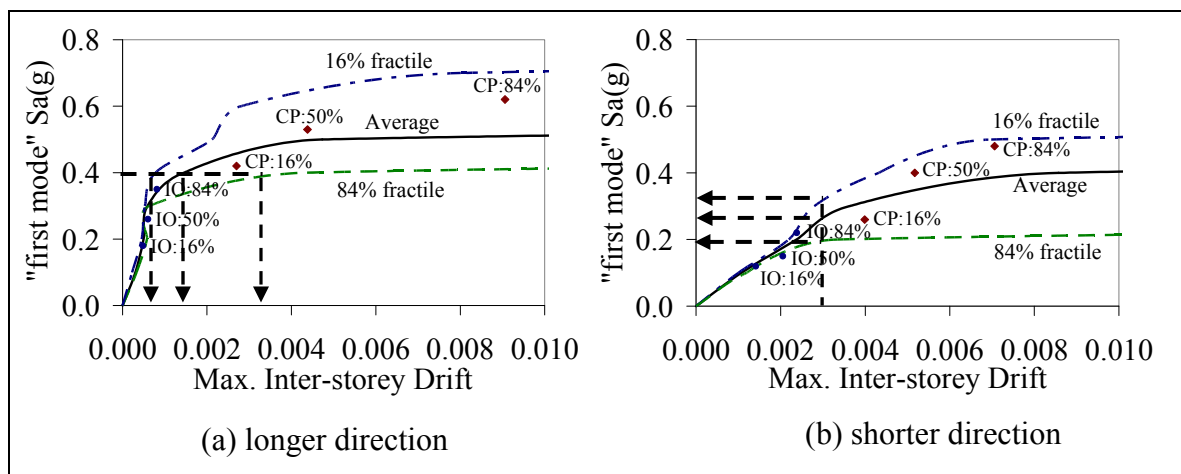 "first mode" Sa(g)
0.8
0.6
0.4
0.2
0.0
16% fractile
CP:84%
CP:50%
Average
CP:16%
IO:84%
84% fractile
IO:50%
IO:16%
0.000 0.002 0.004 0.006 0.008 0.010
Max. Inter-storey Drift
(a) longer direction
"first mode" Sa(g)
0.8
0.6
0.4
0.2
0.0
16% fractile
CP:84%
CP:50%
Average
CP:16%
IO:84%
IO:50%
84% fractile
IO:16%
0.000 0.002 0.004 0.006 0.008 0.010
Max. Inter-storey Drift
(b) shorter direction